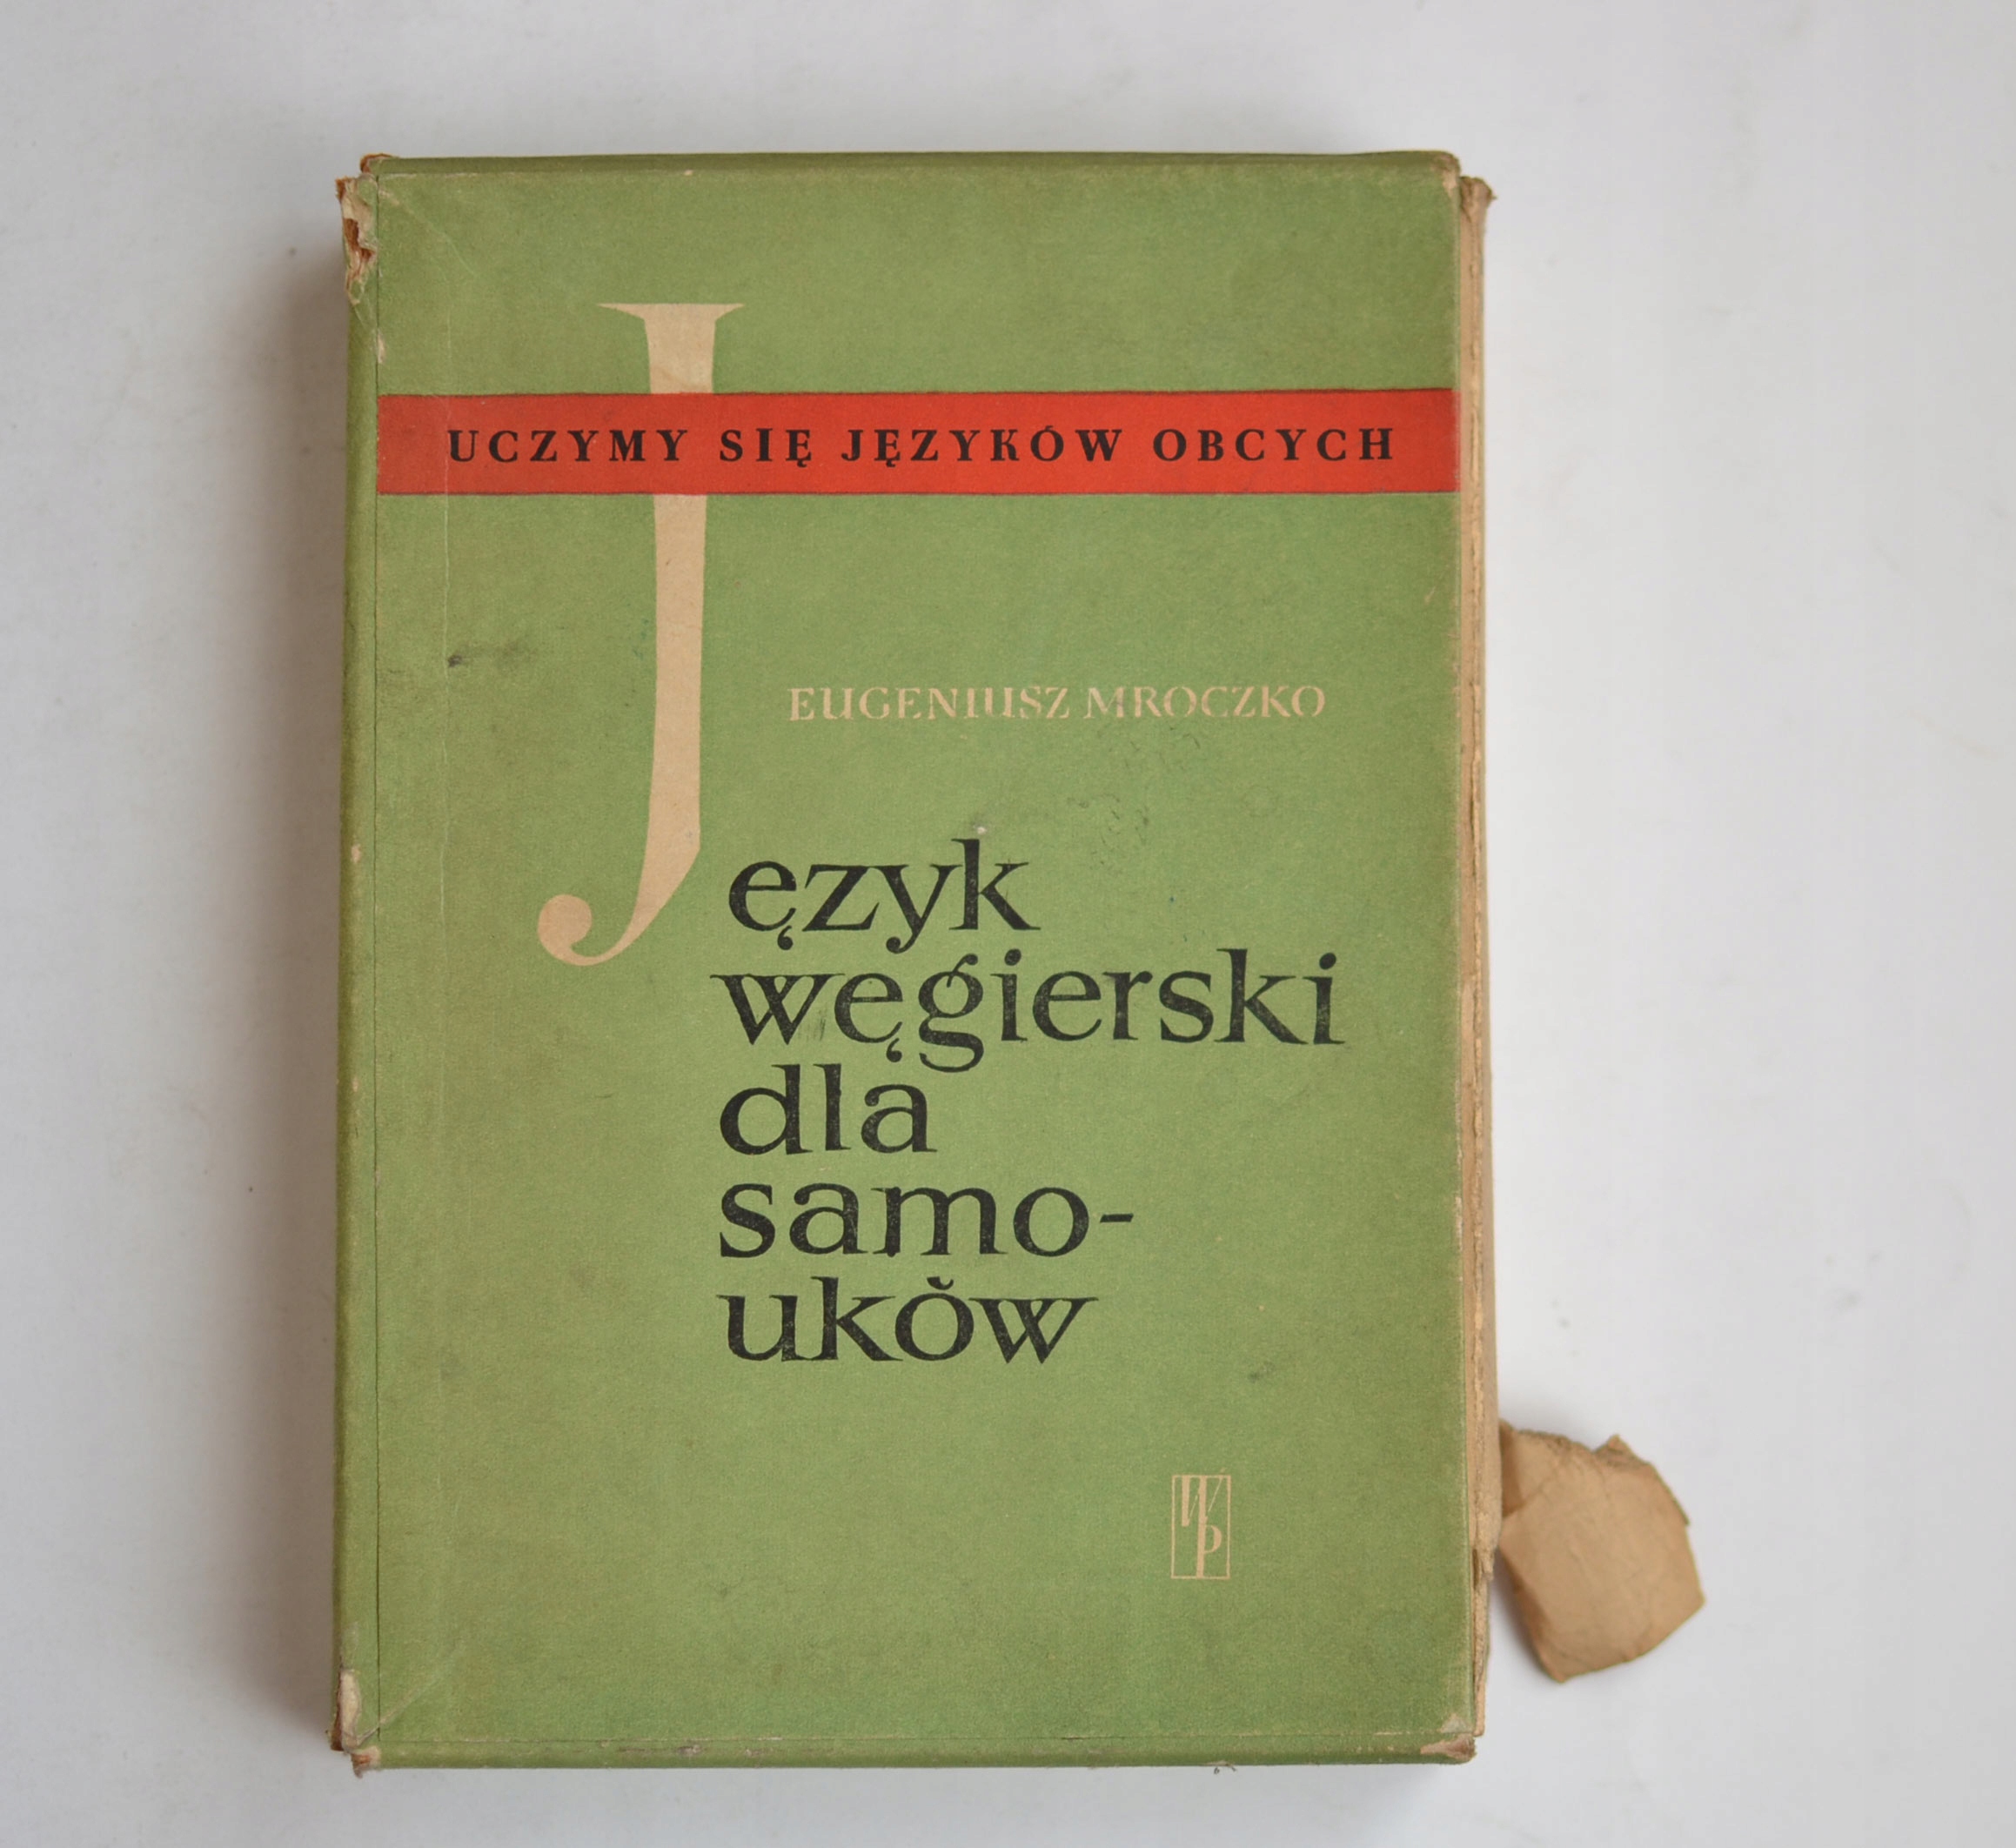 UCZYMY SIĘ JĘZYKÓW OBCYCH
EUGENIUSZ MROCZKO
Język
węgierski
dla
samo-
uków
WP